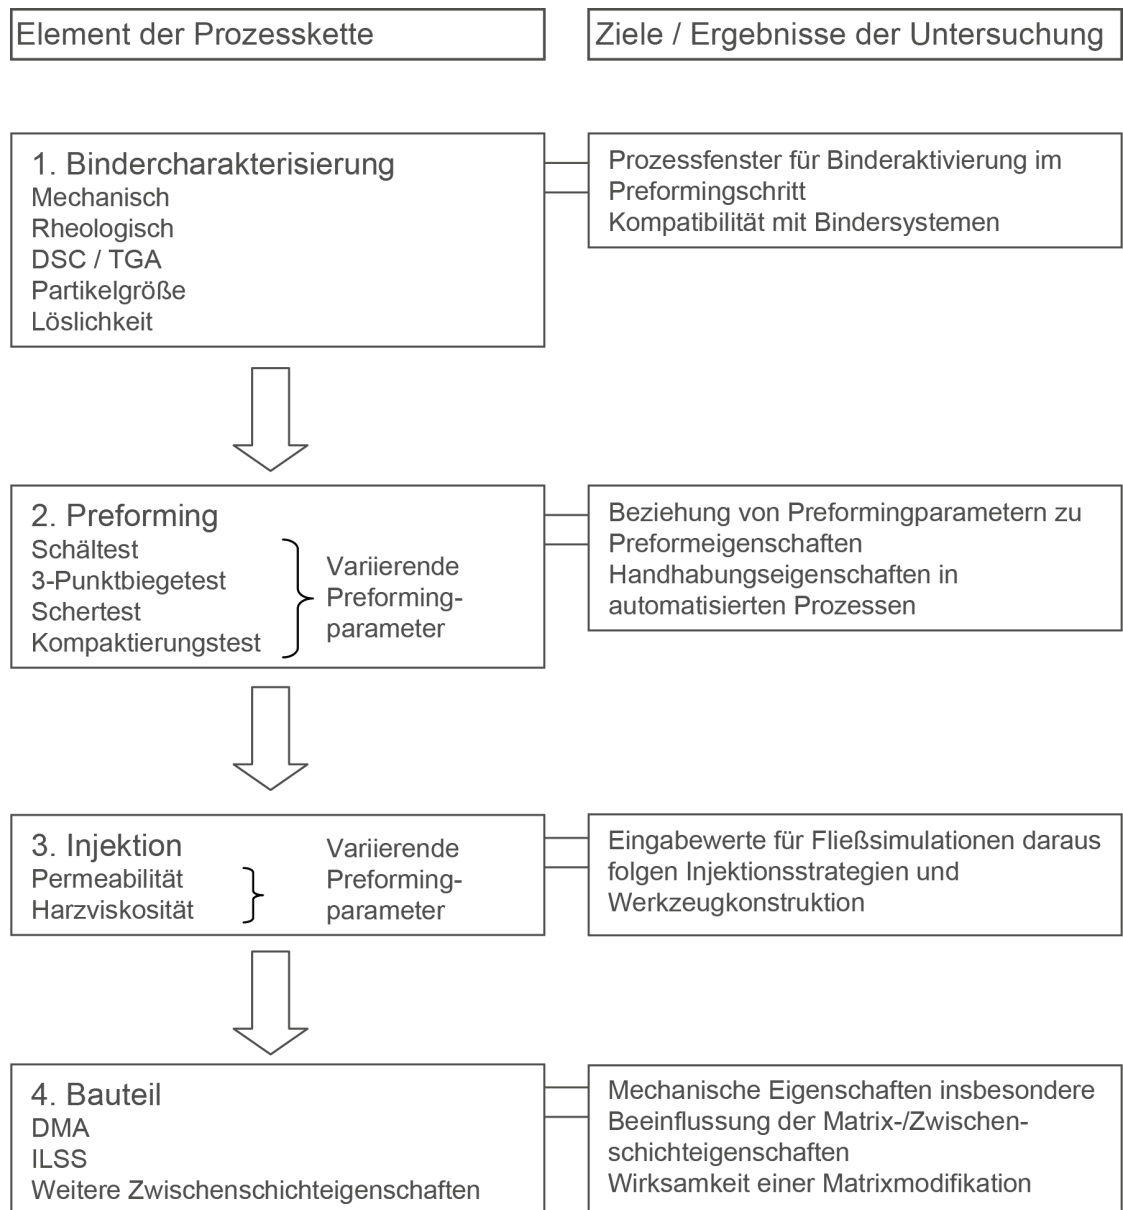 Element der Prozesskette
Ziele / Ergebnisse der Untersuchung
1. Bindercharakterisierung
Mechanisch
Rheologisch
DSC / TGA
Partikelgröße
Löslichkeit
Prozessfenster für Binderaktivierung im
Preformingschritt
Kompatibilität mit Bindersystemen
2. Preforming
Schältest
3-Punktbiegetest
Schertest
Kompaktierungstest
Variierende
Preforming-
parameter
Beziehung von Preformingparametern zu
Preformeigenschaften
Handhabungseigenschaften in
automatisierten Prozessen
3. Injektion
Permeabilität
Harzviskosität
Variierende
Preforming-
parameter
Eingabewerte für Fließsimulationen daraus
folgen Injektionsstrategien und
Werkzeugkonstruktion
4. Bauteil
DMA
ILSS
Weitere Zwischenschichteigenschaften
Mechanische Eigenschaften insbesondere
Beeinflussung der Matrix-/Zwischen-
schichteigenschaften
Wirksamkeit einer Matrixmodifikation